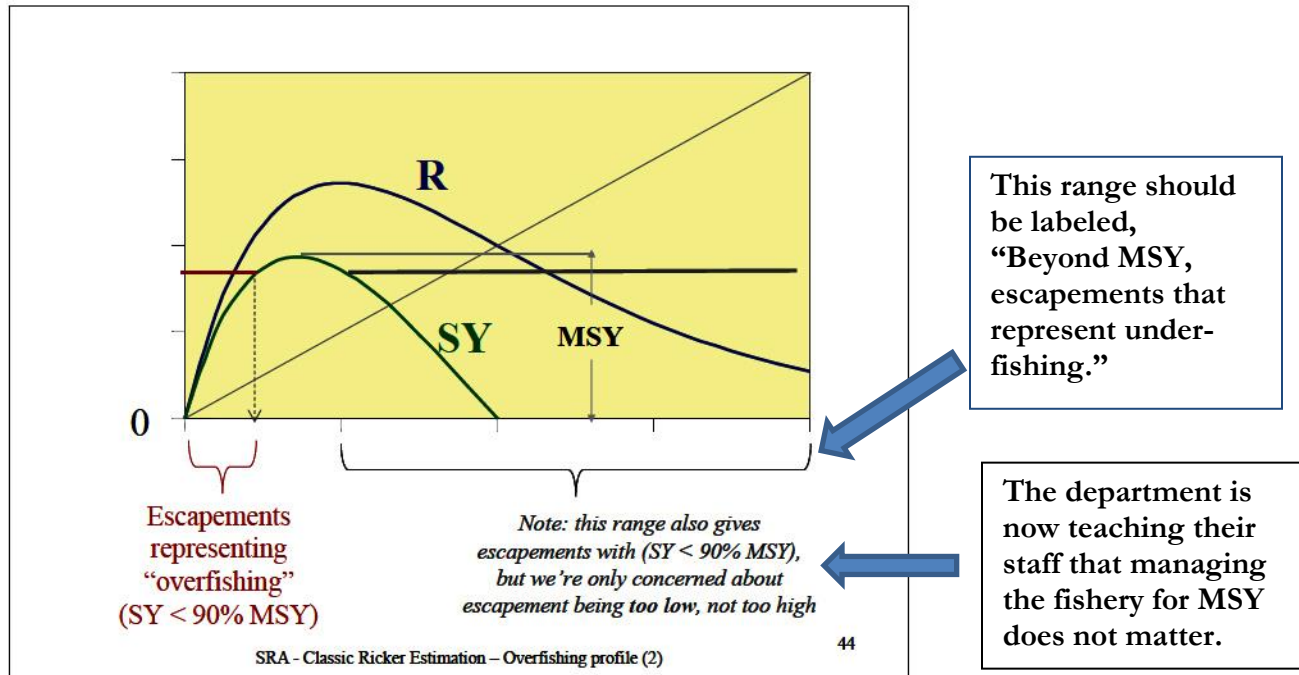 R
SY
MSY
0
Escapements
representing
“overfishing”
(SY < 90% MSY)
Note: this range also gives
escapements with (SY < 90% MSY),
but we’re only concerned about
escapement being too low, not too high
44
SRA - Classic Ricker Estimation – Overfishing profile (2)
This range should
be labeled,
“Beyond MSY,
escapements that
represent under-
fishing.”
The department is
now teaching their
staff that managing
the fishery for MSY
does not matter.